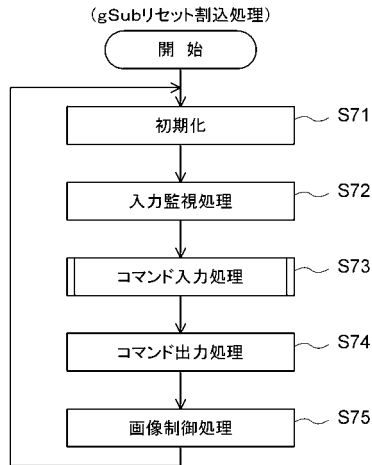 (gSubリセット割込処理)
開 始
初期化 S71
入力監視処理 S72
コマンド入力処理 S73
コマンド出力処理 S74
画像制御処理 S75